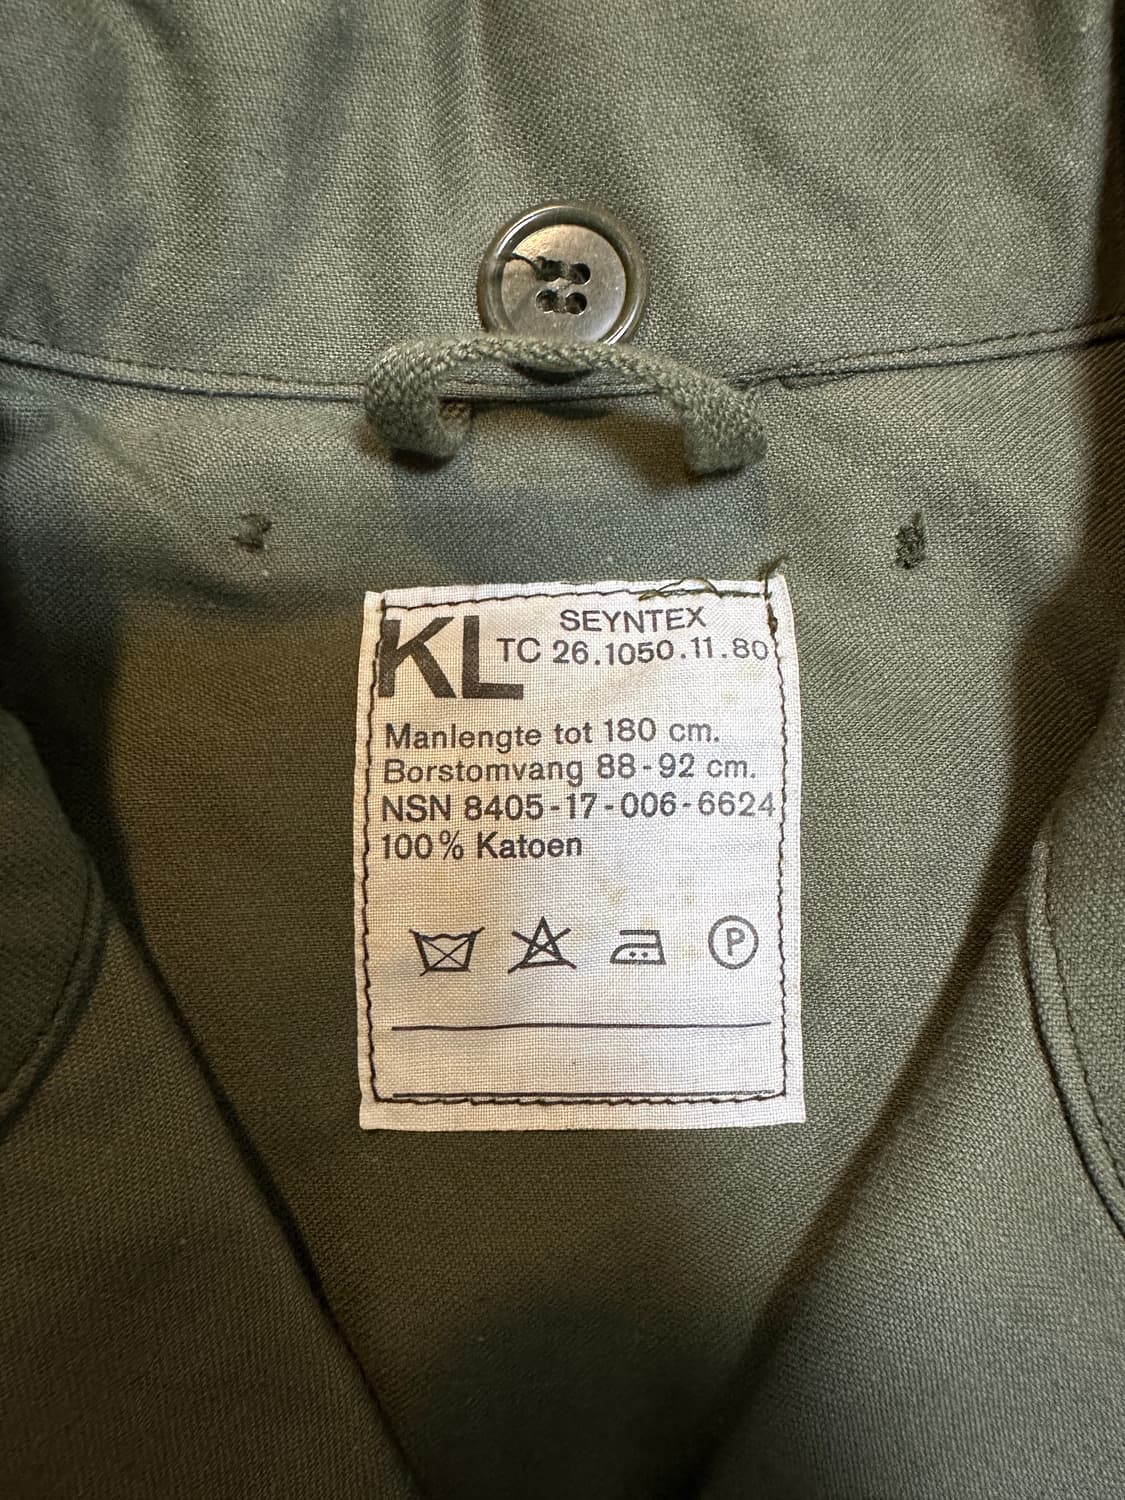 SEYNTEX
KL TC 26.1050.11.80
Manlengte tot 180 cm.
Borstomvang 88-92 cm.
NSN 8405-17-006-6624
100% Katoen
P